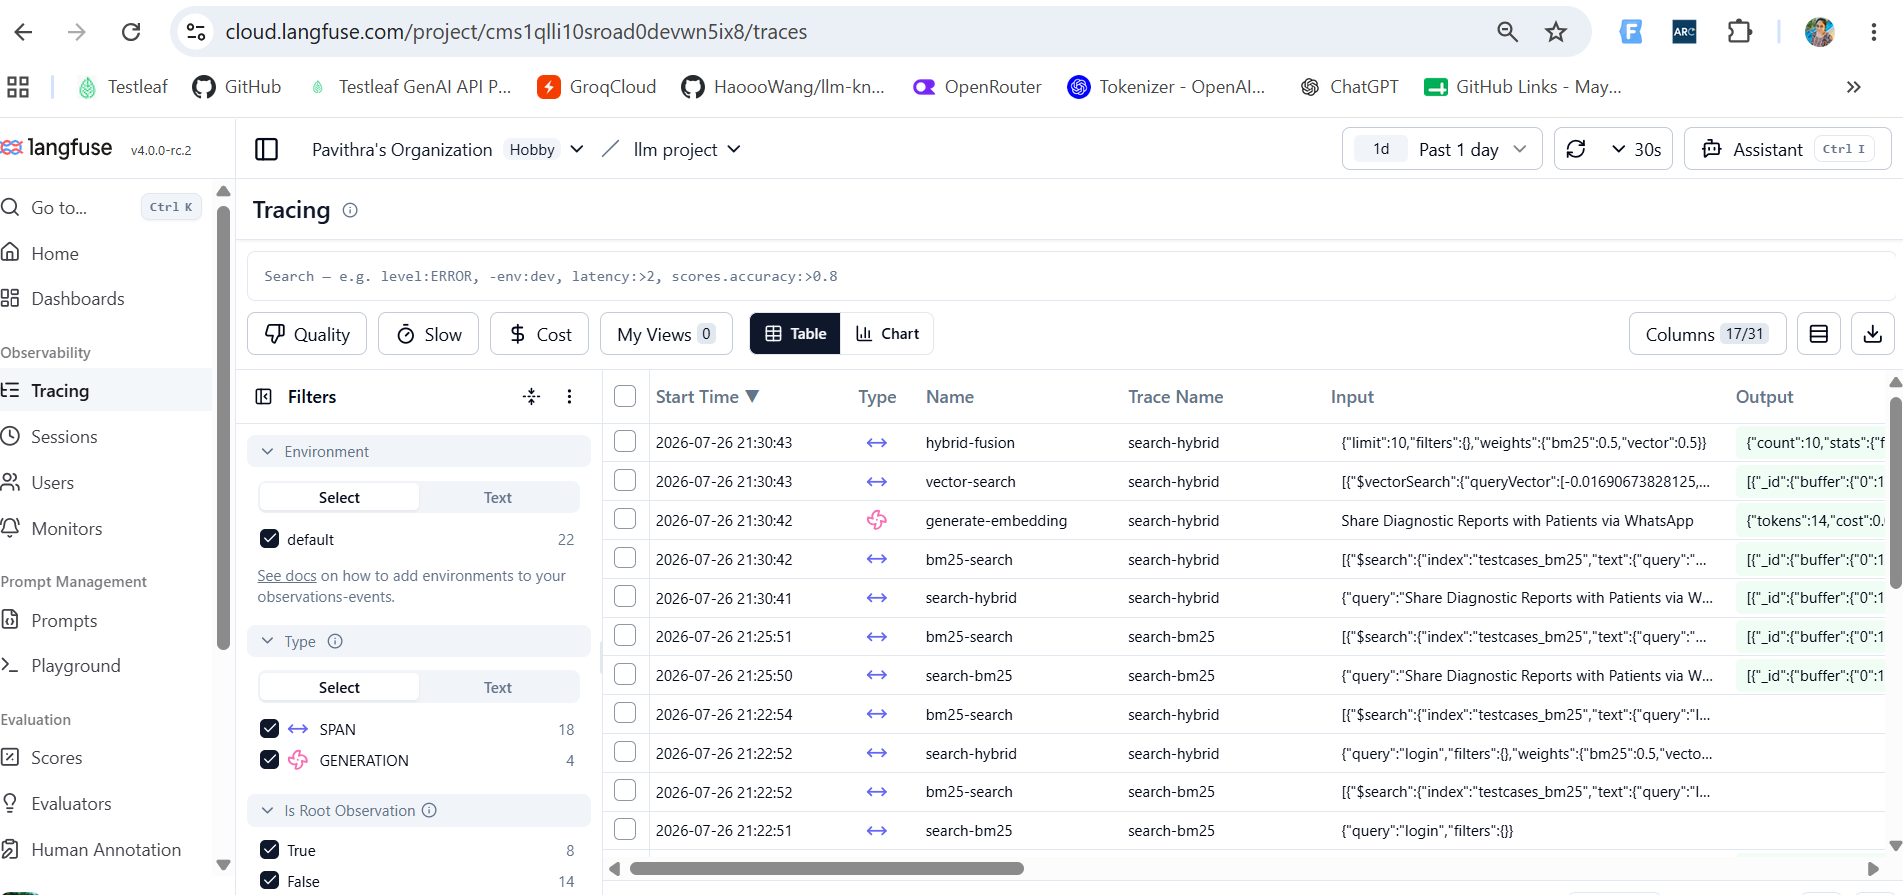 cloud.langfuse.com/project/cms1qlli10sroad0devwn5ix8/traces
ARC
Testleaf
GitHub
Testleaf GenAI API P...
GroqCloud
HaoooWang/llm-kn...
OpenRouter
Tokenizer - OpenAI...
ChatGPT
GitHub Links - May...
langfuse v4.0.0-rc.2
Pavithra's Organization Hobby / llm project
1d Past 1 day
30s
Assistant Ctrl I
Go to... Ctrl K
Home
Dashboards
Observability
Tracing
Sessions
Users
Monitors
Prompt Management
Prompts
Playground
Evaluation
Scores
Evaluators
Human Annotation
Tracing
Search — e.g. level:ERROR, -env:dev, latency:>2, scores.accuracy:>0.8
Quality Slow Cost My Views 0 Table Chart
Columns 17/31
Filters
Environment
Select Text
default 22
See docs on how to add environments to your
observations-events.
Type
Select Text
SPAN 18
GENERATION 4
Is Root Observation
True 8
False 14
Start Time ▼ Type Name Trace Name Input Output
2026-07-26 21:30:43 hybrid-fusion search-hybrid {"limit":10,"filters":{},"weights":{"bm25":0.5,"vector":0.5}} {"count":10,"stats":{"f
2026-07-26 21:30:43 vector-search search-hybrid [{"$vectorSearch":{"queryVector":[-0.01690673828125,... [{"_id":{"buffer":{"0":1
2026-07-26 21:30:42 generate-embedding search-hybrid Share Diagnostic Reports with Patients via WhatsApp {"tokens":14,"cost":0.
2026-07-26 21:30:42 bm25-search search-hybrid [{"$search":{"index":"testcases_bm25","text":{"query":"... [{"_id":{"buffer":{"0":1
2026-07-26 21:30:41 search-hybrid search-hybrid {"query":"Share Diagnostic Reports with Patients via W... [{"_id":{"buffer":{"0":1
2026-07-26 21:25:51 bm25-search search-bm25 [{"$search":{"index":"testcases_bm25","text":{"query":"... [{"_id":{"buffer":{"0":1
2026-07-26 21:25:50 search-bm25 search-bm25 {"query":"Share Diagnostic Reports with Patients via W... [{"_id":{"buffer":{"0":1
2026-07-26 21:22:54 bm25-search search-hybrid [{"$search":{"index":"testcases_bm25","text":{"query":"l...
2026-07-26 21:22:52 search-hybrid search-hybrid {"query":"login","filters":{},"weights":{"bm25":0.5,"vecto...
2026-07-26 21:22:52 bm25-search search-bm25 [{"$search":{"index":"testcases_bm25","text":{"query":"l...
2026-07-26 21:22:51 search-bm25 search-bm25 {"query":"login","filters":{}}